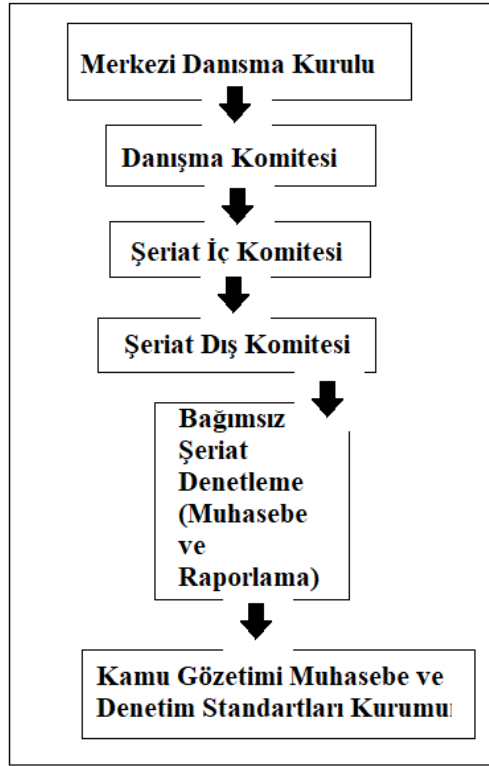 Merkezi Danısma Kurulu
Danışma Komitesi
Şeriat İç Komitesi
Şeriat Dış Komitesi
Bağımsız
Şeriat
Denetleme
(Muhasebe
ve
Raporlama)
Kamu Gözetimi Muhasebe ve
Denetim Standartları Kurumu